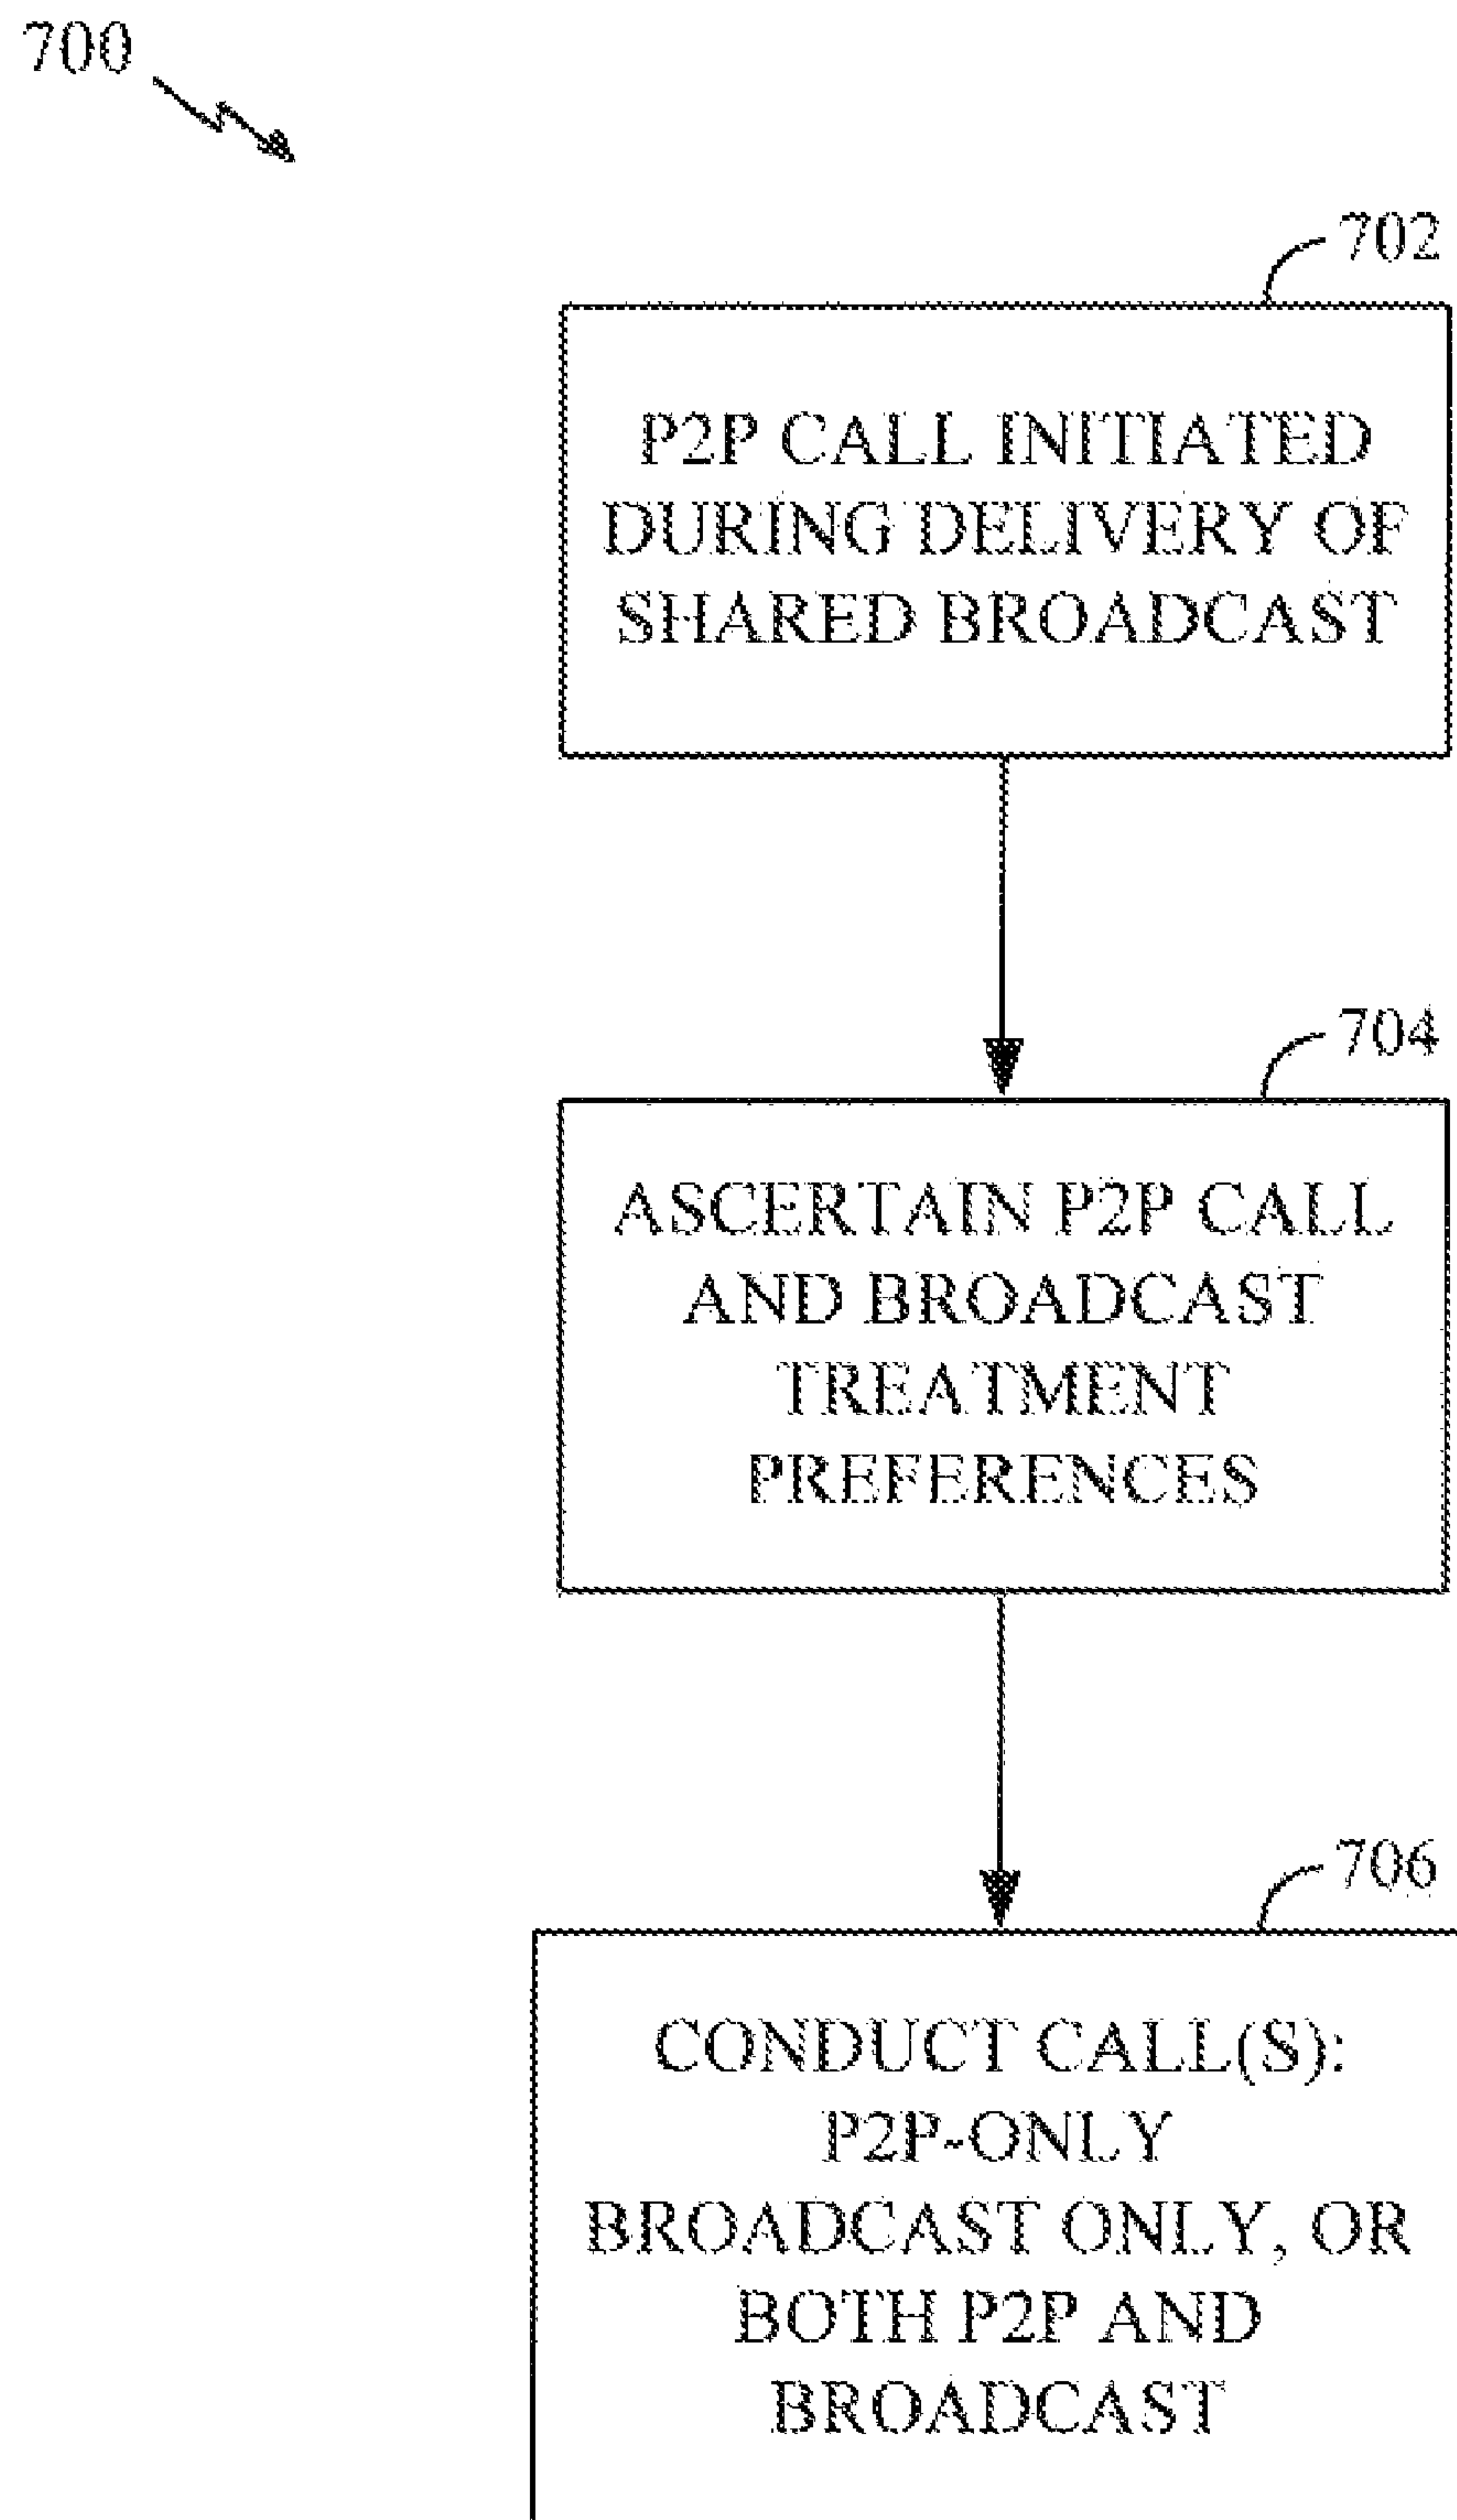 700
702
P2P CALL INITIATED
DURING DELIVERY OF
SHARED BROADCAST
704
ASCERTAIN P2P CALL
AND BROADCAST
TREATMENT
PREFERENCES
706
CONDUCT CALL(S):
P2P-ONLY
BROADCAST ONLY, OR
BOTH P2P AND
BROADCAST